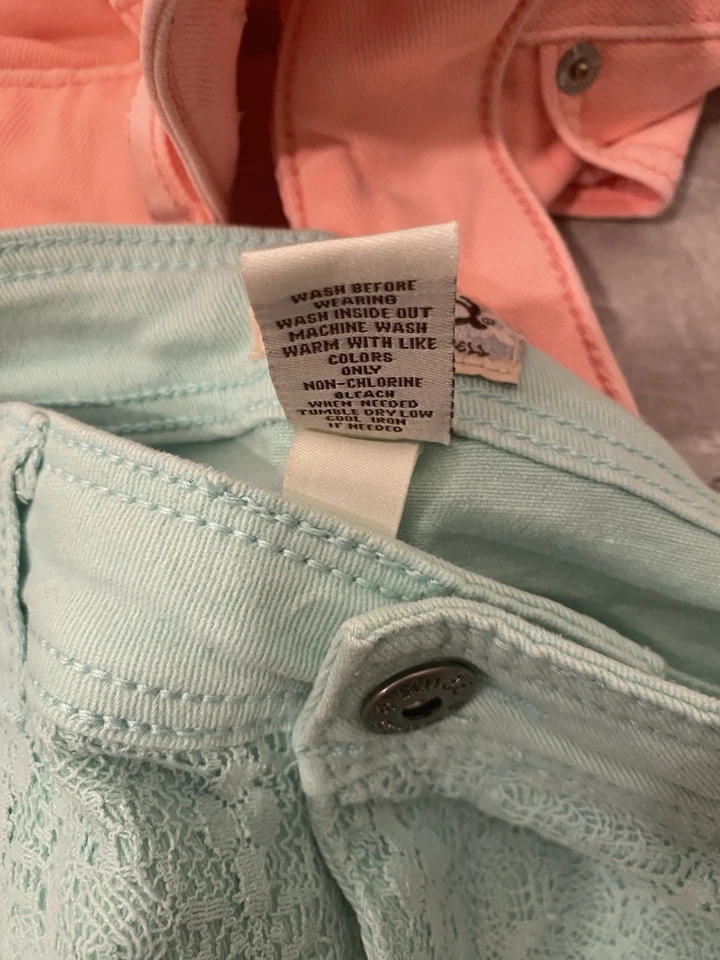 WASH BEFORE
WEARING
WASH INSIDE OUT
MACHINE WASH
WARM WITH LIKE
COLORS
ONLY
NON-CHLORINE
BLEACH
WHEN NEEDED
TUMBLE DRY LOW
COOL IRON
IF NEEDED